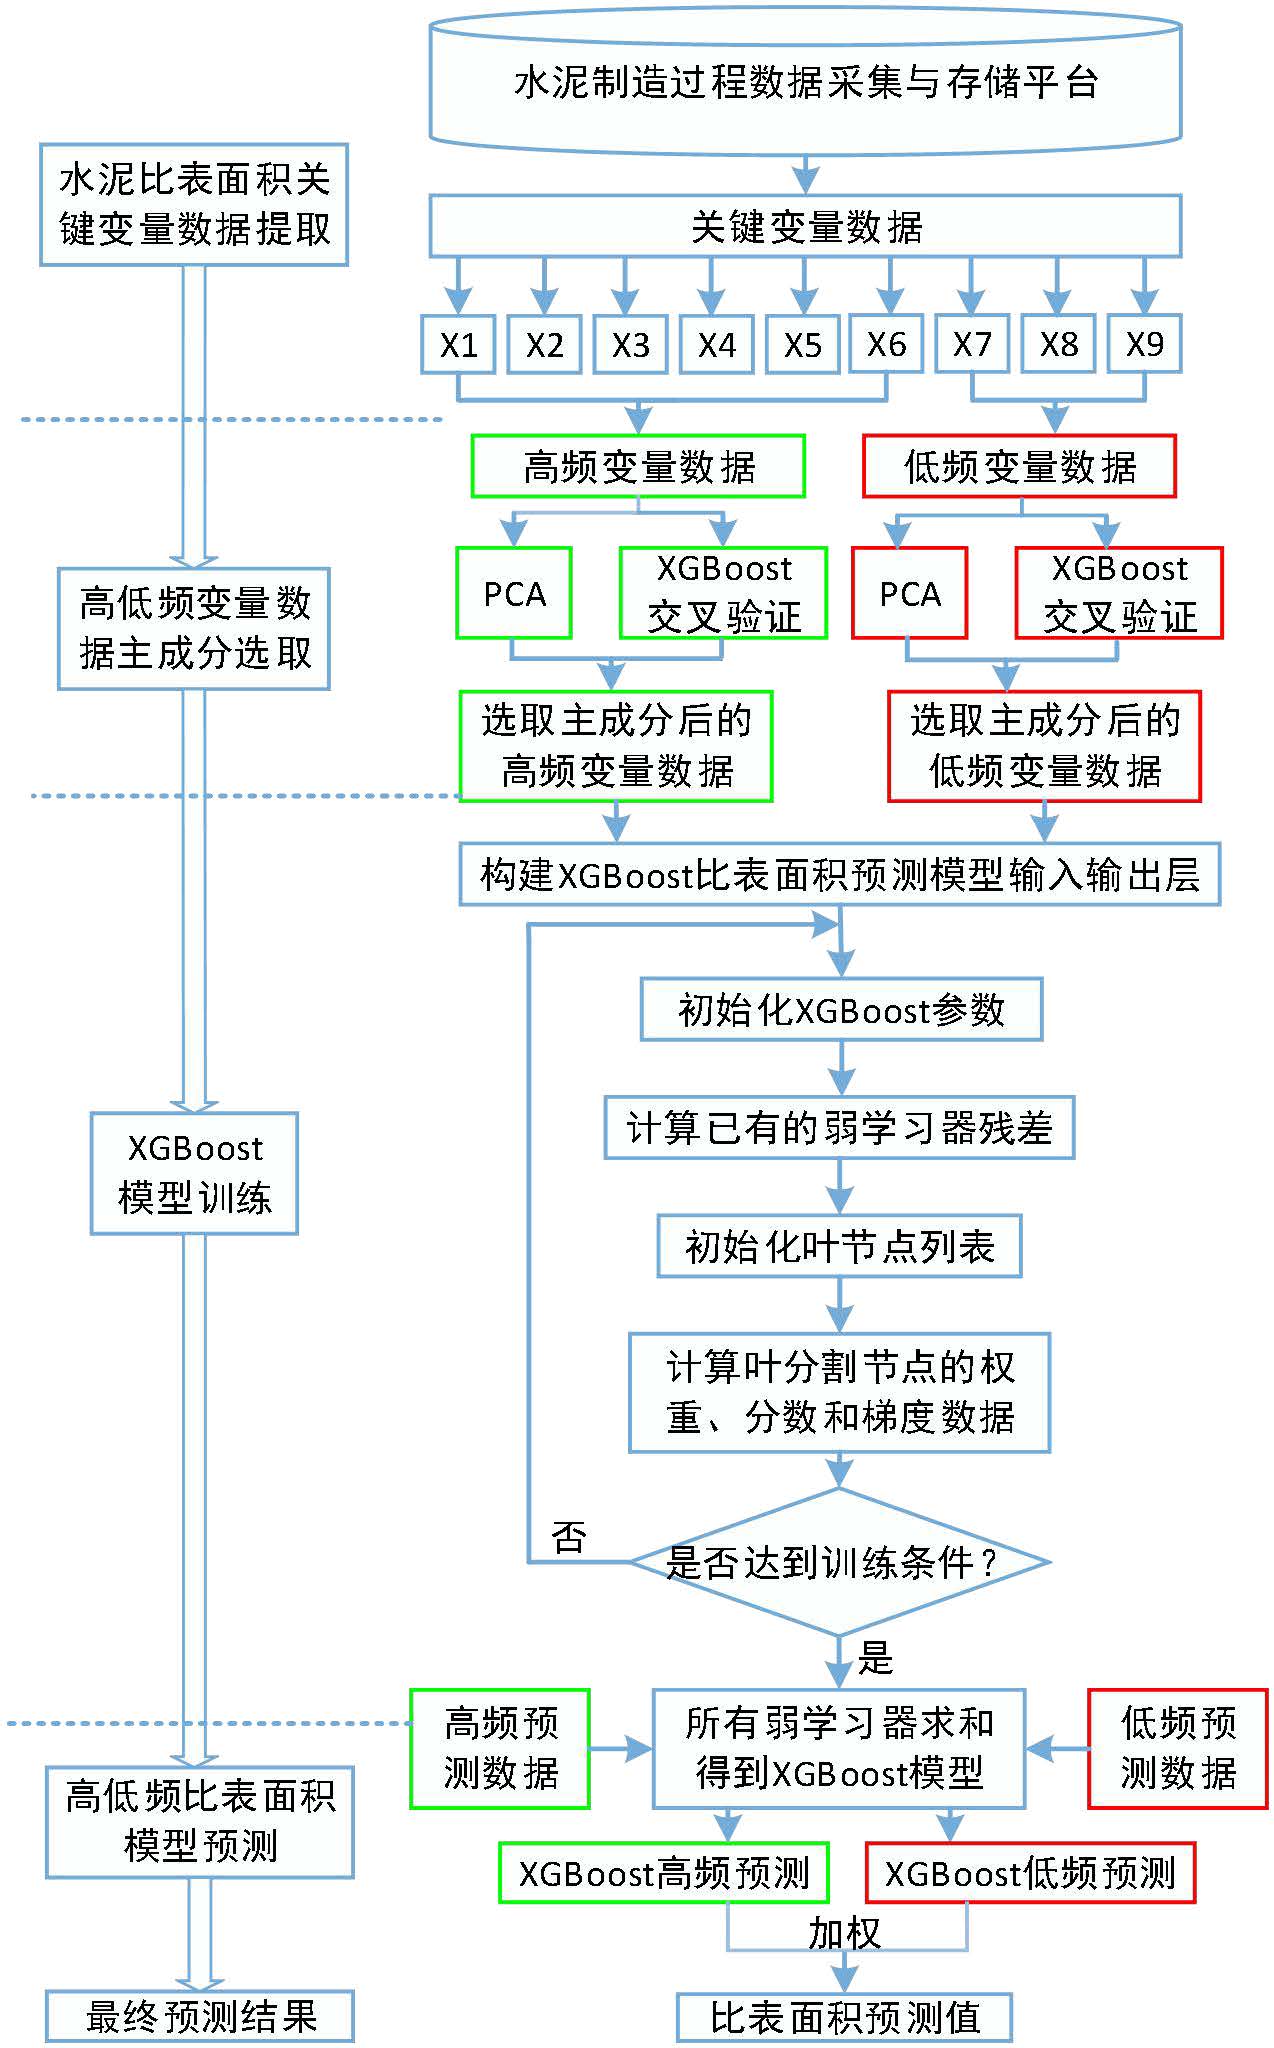 水泥制造过程数据采集与存储平台
水泥比表面积关
键变量数据提取
关键变量数据
X1
X2
X3
X4
X5
X6
X7
X8
X9
高频变量数据
低频变量数据
PCA
XGBoost
交叉验证
PCA
XGBoost
交叉验证
高低频变量数
据主成分选取
选取主成分后的
高频变量数据
选取主成分后的
低频变量数据
构建XGBoost比表面积预测模型输入输出层
初始化XGBoost参数
计算已有的弱学习器残差
XGBoost
模型训练
初始化叶节点列表
计算叶分割节点的权
重、分数和梯度数据
否
是否达到训练条件?
是
高频预
测数据
所有弱学习器求和
得到XGBoost模型
低频预
测数据
高低频比表面积
模型预测
XGBoost高频预测
XGBoost低频预测
加权
最终预测结果
比表面积预测值